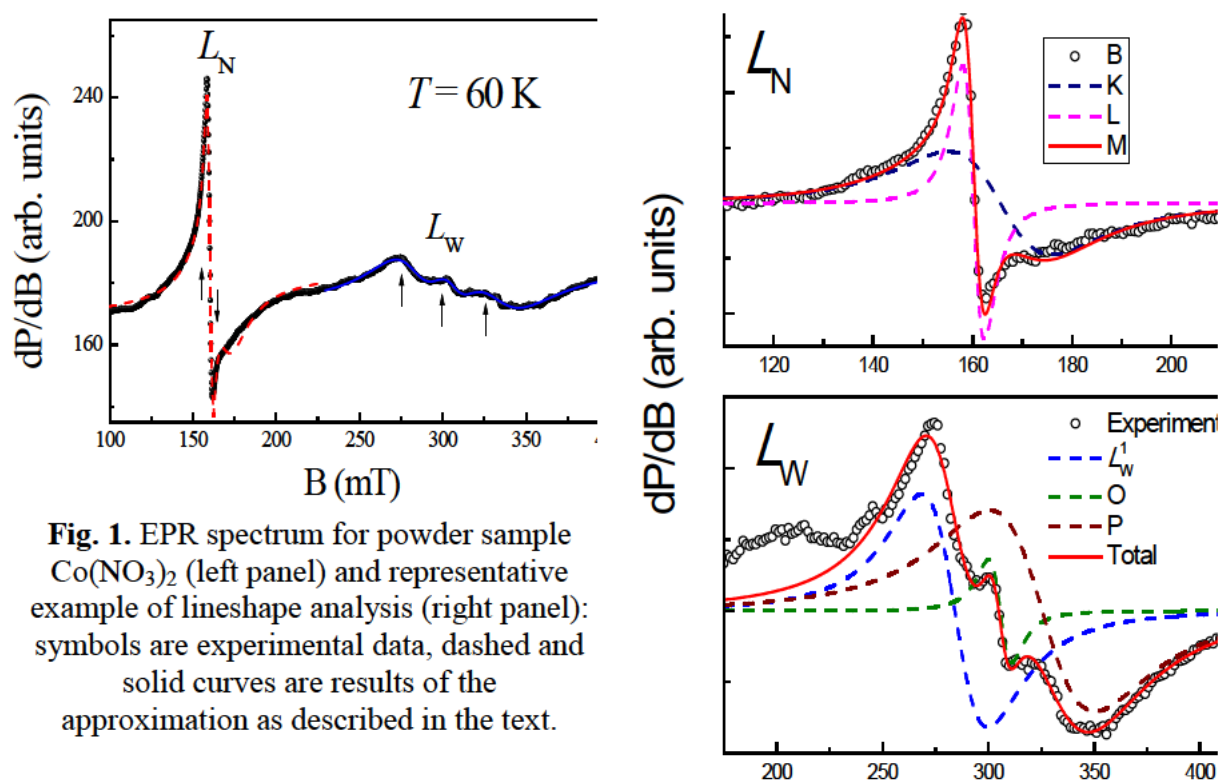 L_N
T = 60 K
240
L_W
200
160
dP/dB (arb. units)
100 150 200 250 300 350 4
B (mT)
Fig. 1. EPR spectrum for powder sample
Co(NO₃)₂ (left panel) and representative
example of lineshape analysis (right panel):
symbols are experimental data, dashed and
solid curves are results of the
approximation as described in the text.
L_N
B
K
L
M
120 140 160 180 200
dP/dB (arb. units)
L_W
Experiment
L_w^1
O
P
Total
200 250 300 350 400